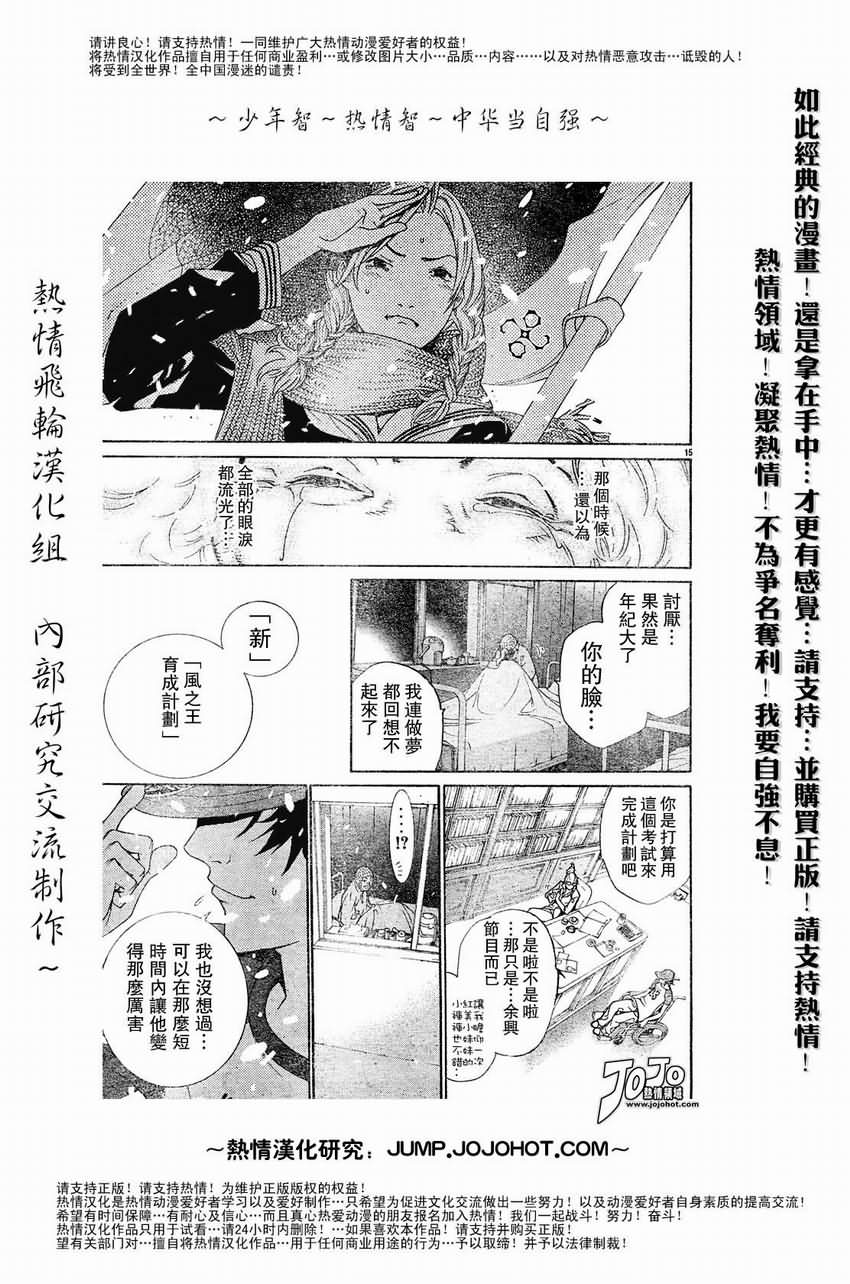 请讲良心！请支持热情！一同维护广大热情动漫爱好者的权益！
将热情汉化作品擅自用于任何商业盈利…或修改图片大小…品质…内容……以及对热情恶意攻击…诋毁的人！
将受到全世界！全中国漫迷的谴责！
～少年智～热情智～中华当自强～
如此經典的漫畫！還是拿在手中…才更有感覺…請支持…並購買正版！請支持熱情！
熱情領域！凝聚熱情！不為爭名奪利！我要自強不息！
熱情飛輪漢化組 內部研究交流制作～
15
那個時候
…還以為
全部的眼淚
都流光了…
討厭…
果然是
年紀大了
你的臉…
我連做夢
都回想不
起來了
「新」
「風之王
育成計劃」
你是打算用
這個考試來
完成計劃吧
不是啦不是啦
…那只是…余興
節目而已
讓我小瞻仰一次
紅美小妹妹的
小褲褲也不錯
…
…!?
我也沒想過…
可以在那麼短
時間內讓他變
得那麼厲害
JOJO
熱情領域
www.jojohot.com
～熱情漢化研究：JUMP.JOJOHOT.COM～
请支持正版！请支持热情！为维护正版版权的权益！
热情汉化是热情动漫爱好者学习以及爱好制作…只希望为促进文化交流做出一些努力！以及动漫爱好者自身素质的提高交流！
希望有时间保障…有耐心及信心…而且真心热爱动漫的朋友报名加入热情！我们一起战斗！努力！奋斗！
热情汉化作品只用于试看…请24小时内删除！…如果喜欢本作品！请支持并购买正版！
望有关部门对…擅自将热情汉化作品…用于任何商业用途的行为…予以取缔！并予以法律制裁！